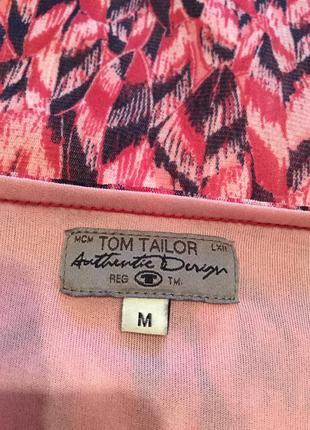 MCM TOM TAILOR LXII
Authentic Design
REG T TM
M